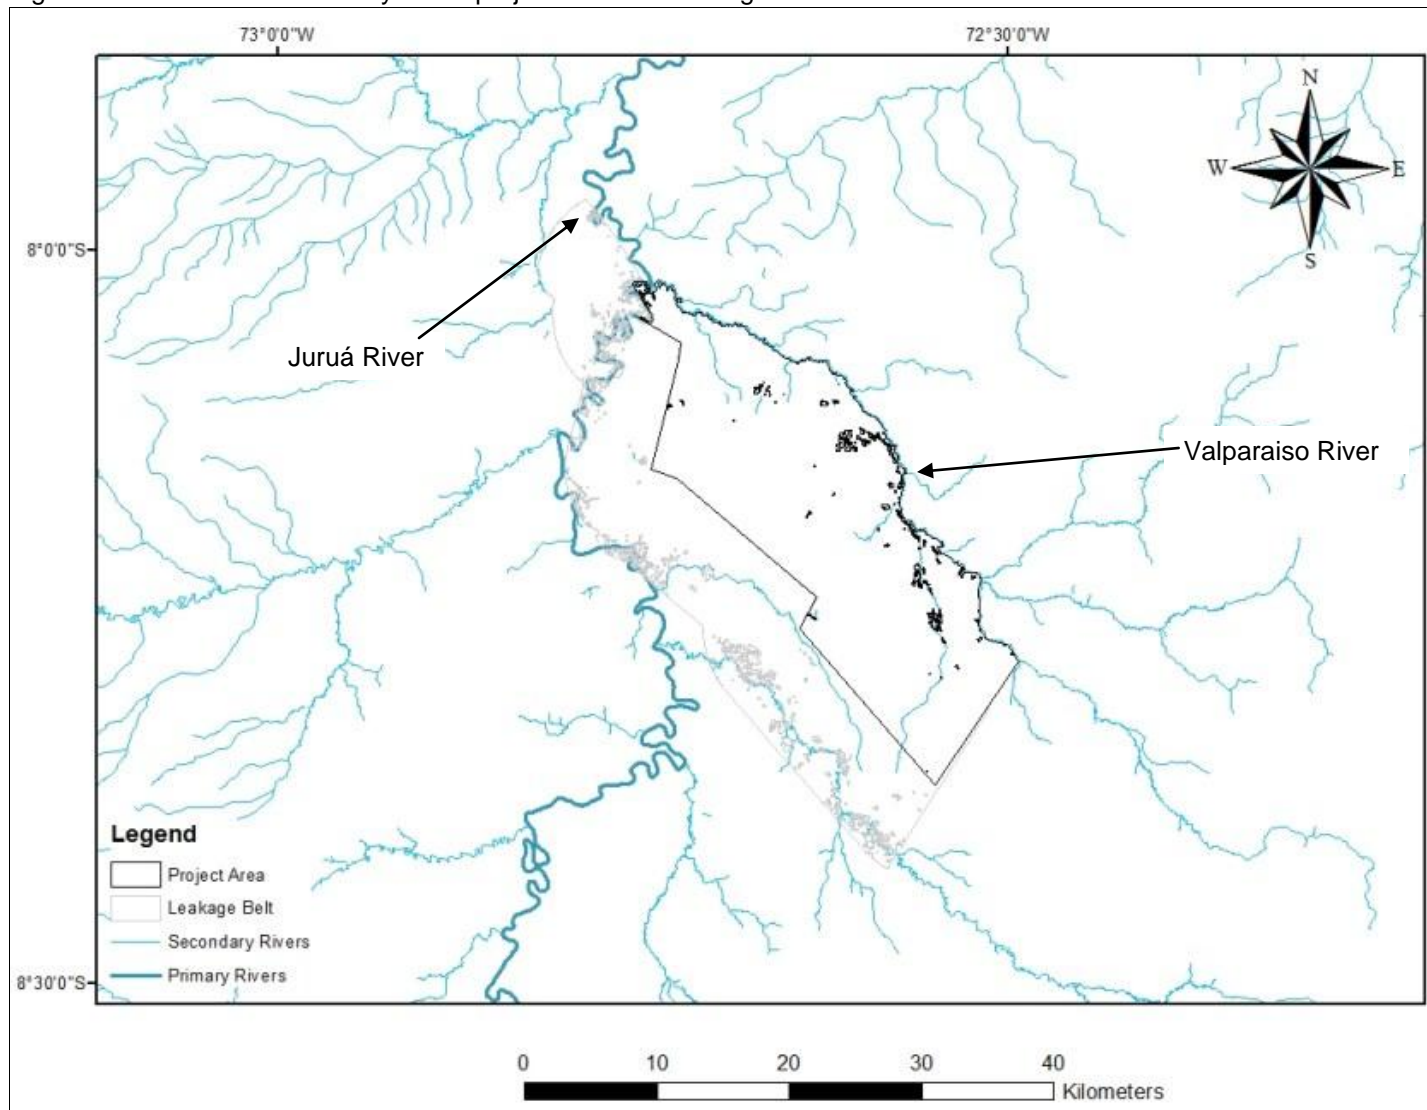 73°0'0"W
72°30'0"W
N
W
E
S
8°0'0"S
Juruá River
Valparaiso River
Legend
Project Area
Leakage Belt
Secondary Rivers
Primary Rivers
8°30'0"S
0 10 20 30 40
Kilometers